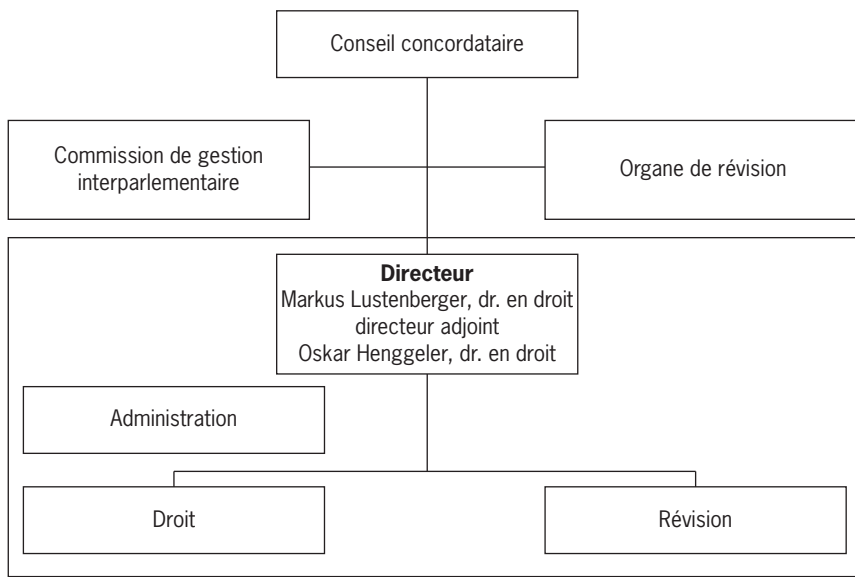 Conseil concordataire
Commission de gestion
interparlementaire
Organe de révision
Directeur
Markus Lustenberger, dr. en droit
directeur adjoint
Oskar Henggeler, dr. en droit
Administration
Droit
Révision